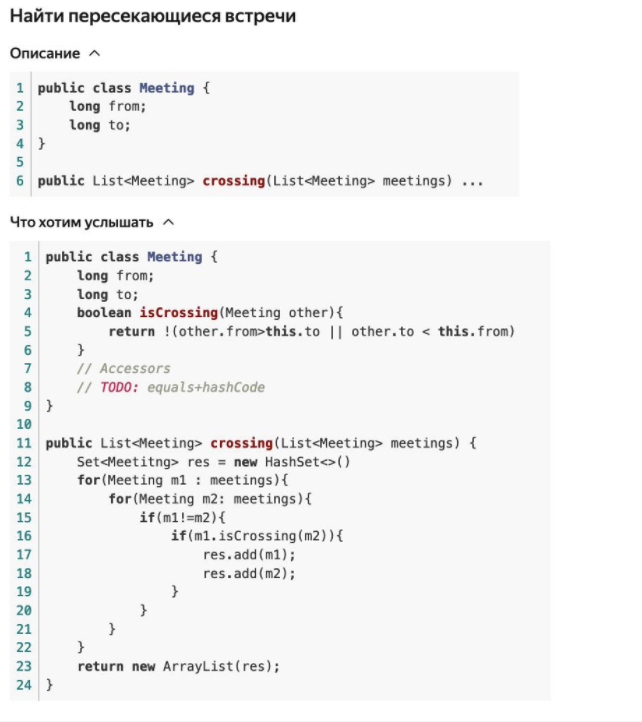 Найти пересекающиеся встречи
Описание
1 public class Meeting {
2     long from;
3     long to;
4 }
5
6 public List<Meeting> crossing(List<Meeting> meetings) ...
Что хотим услышать
1 public class Meeting {
2     long from;
3     long to;
4     boolean isCrossing(Meeting other){
5         return !(other.from>this.to || other.to < this.from)
6     }
7     // Accessors
8     // TODO: equals+hashCode
9 }
10
11 public List<Meeting> crossing(List<Meeting> meetings) {
12     Set<Meetitng> res = new HashSet<>()
13     for(Meeting m1 : meetings){
14         for(Meeting m2: meetings){
15             if(m1!=m2){
16                 if(m1.isCrossing(m2)){
17                     res.add(m1);
18                     res.add(m2);
19                 }
20             }
21         }
22     }
23     return new ArrayList(res);
24 }